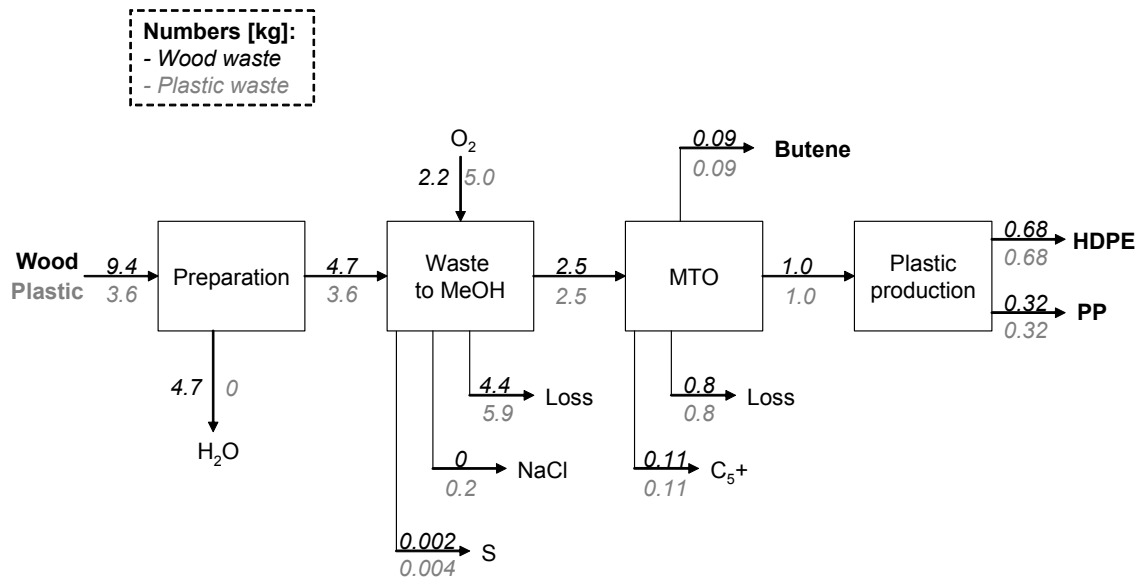 Numbers [kg]:
- Wood waste
- Plastic waste
O2
2.2 5.0
0.09
0.09
Butene
Wood
Plastic
9.4
3.6
Preparation
4.7
3.6
Waste
to MeOH
2.5
2.5
MTO
1.0
1.0
Plastic
production
0.68
0.68
HDPE
0.32
0.32
PP
4.7 0
H2O
4.4
5.9
Loss
0.8
0.8
Loss
0
0.2
NaCl
0.11
0.11
C5+
0.002
0.004
S